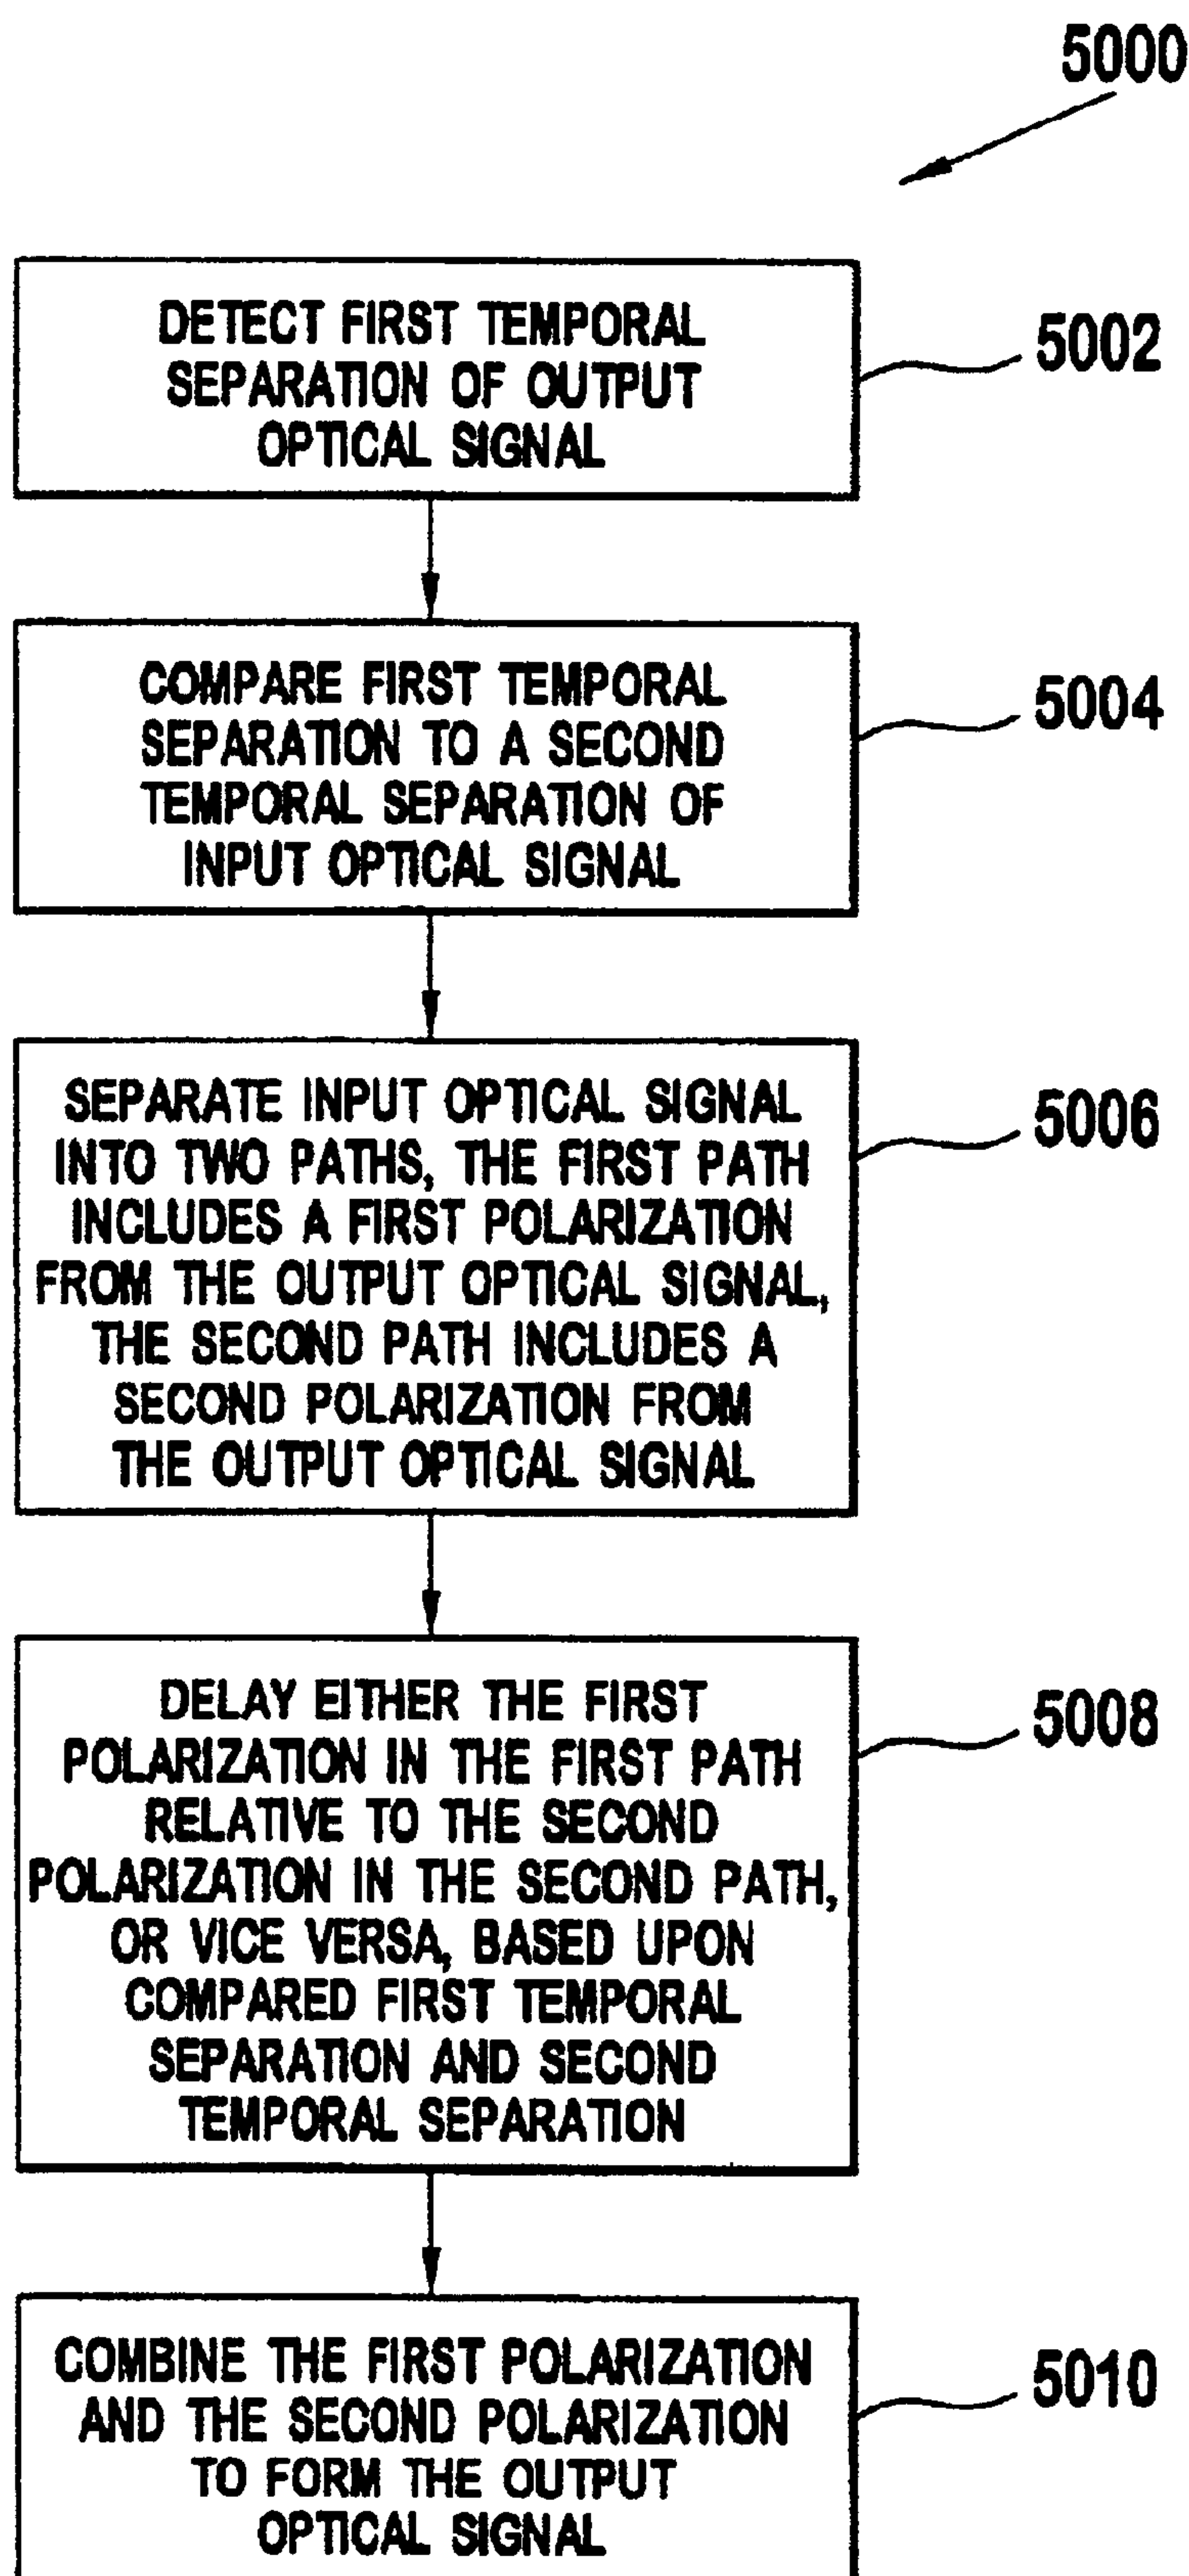 5000
DETECT FIRST TEMPORAL
SEPARATION OF OUTPUT
OPTICAL SIGNAL
5002
COMPARE FIRST TEMPORAL
SEPARATION TO A SECOND
TEMPORAL SEPARATION OF
INPUT OPTICAL SIGNAL
5004
SEPARATE INPUT OPTICAL SIGNAL
INTO TWO PATHS, THE FIRST PATH
INCLUDES A FIRST POLARIZATION
FROM THE OUTPUT OPTICAL SIGNAL,
THE SECOND PATH INCLUDES A
SECOND POLARIZATION FROM
THE OUTPUT OPTICAL SIGNAL
5006
DELAY EITHER THE FIRST
POLARIZATION IN THE FIRST PATH
RELATIVE TO THE SECOND
POLARIZATION IN THE SECOND PATH,
OR VICE VERSA, BASED UPON
COMPARED FIRST TEMPORAL
SEPARATION AND SECOND
TEMPORAL SEPARATION
5008
COMBINE THE FIRST POLARIZATION
AND THE SECOND POLARIZATION
TO FORM THE OUTPUT
OPTICAL SIGNAL
5010